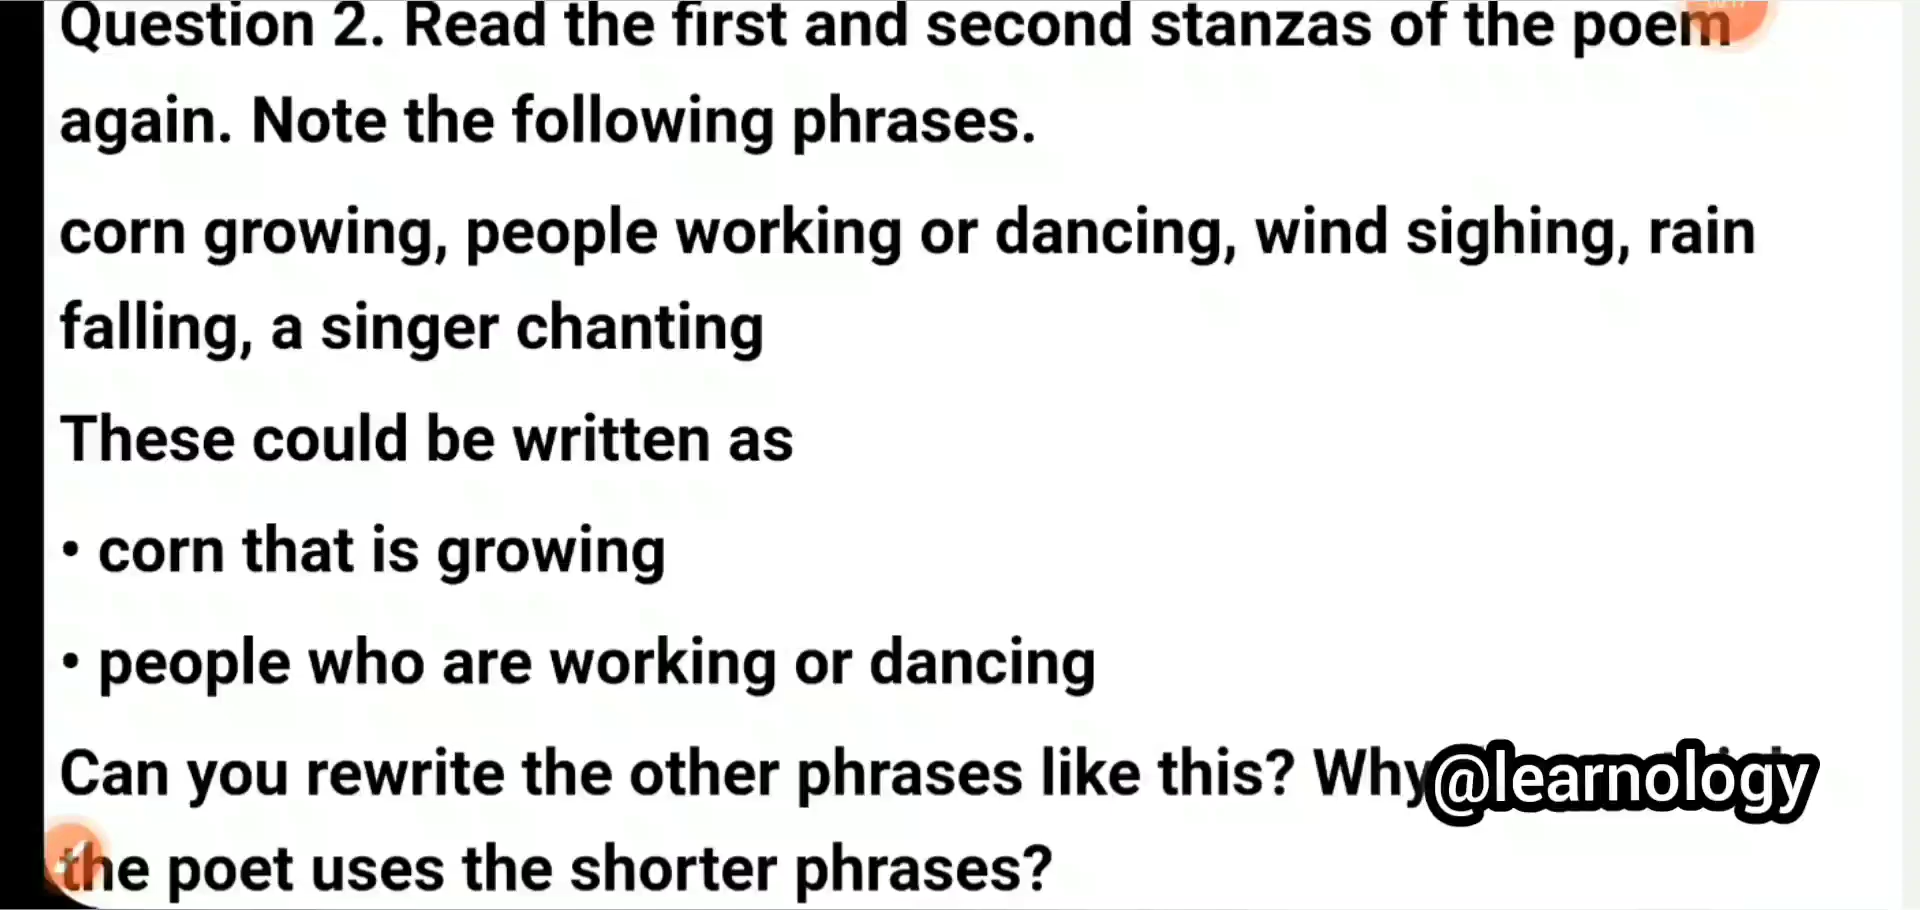 Question 2. Read the first and second stanzas of the poem
again. Note the following phrases.
corn growing, people working or dancing, wind sighing, rain
falling, a singer chanting
These could be written as
• corn that is growing
• people who are working or dancing
Can you rewrite the other phrases like this? Why @learnology
the poet uses the shorter phrases?